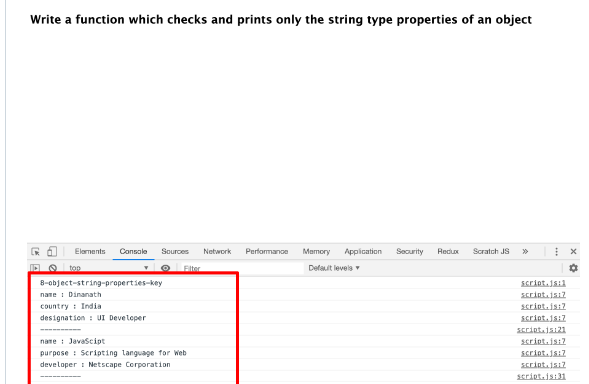 Write a function which checks and prints only the string type properties of an object
Elements Console Sources Network Performance Memory Application Security Redux Scratch JS »
top Filter Default levels ▼
8-object-string-properties-key script.js:1
name : Dinanath script.js:7
country : India script.js:7
designation : UI Developer script.js:7
---------- script.js:21
name : JavaScipt script.js:7
purpose : Scripting language for Web script.js:7
developer : Netscape Corporation script.js:7
---------- script.js:31